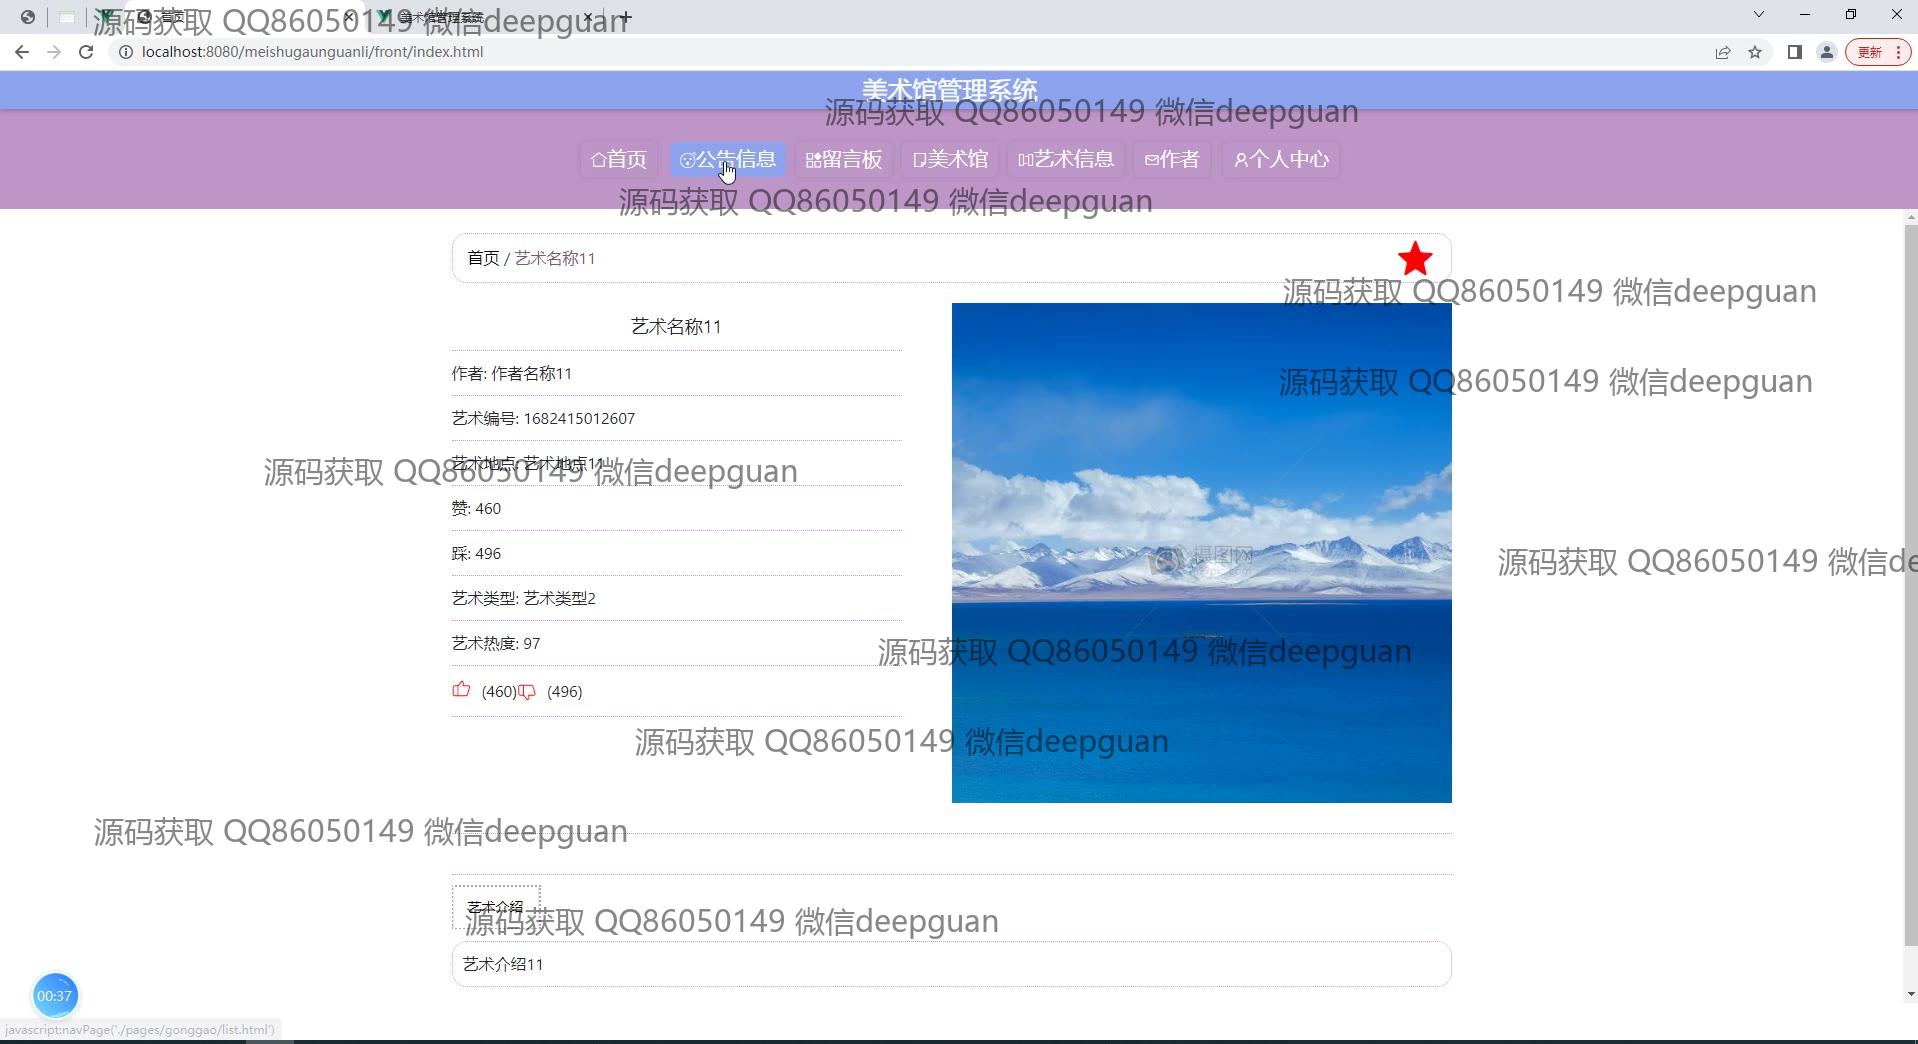 首页
美术馆管理系统
源码获取 QQ86050149 微信deepguan
localhost:8080/meishugaunguanli/front/index.html
更新
美术馆管理系统
源码获取 QQ86050149 微信deepguan
首页 公告信息 留言板 美术馆 艺术信息 作者 个人中心
源码获取 QQ86050149 微信deepguan
首页 / 艺术名称11
源码获取 QQ86050149 微信deepguan
艺术名称11
作者: 作者名称11
源码获取 QQ86050149 微信deepguan
艺术编号: 1682415012607
艺术地点: 艺术地点11
源码获取 QQ86050149 微信deepguan
赞: 460
踩: 496
摄图网
源码获取 QQ86050149 微信de
艺术类型: 艺术类型2
艺术热度: 97
源码获取 QQ86050149 微信deepguan
(460) (496)
源码获取 QQ86050149 微信deepguan
源码获取 QQ86050149 微信deepguan
艺术介绍
源码获取 QQ86050149 微信deepguan
艺术介绍11
00:37
javascript:navPage('./pages/gonggao/list.html')